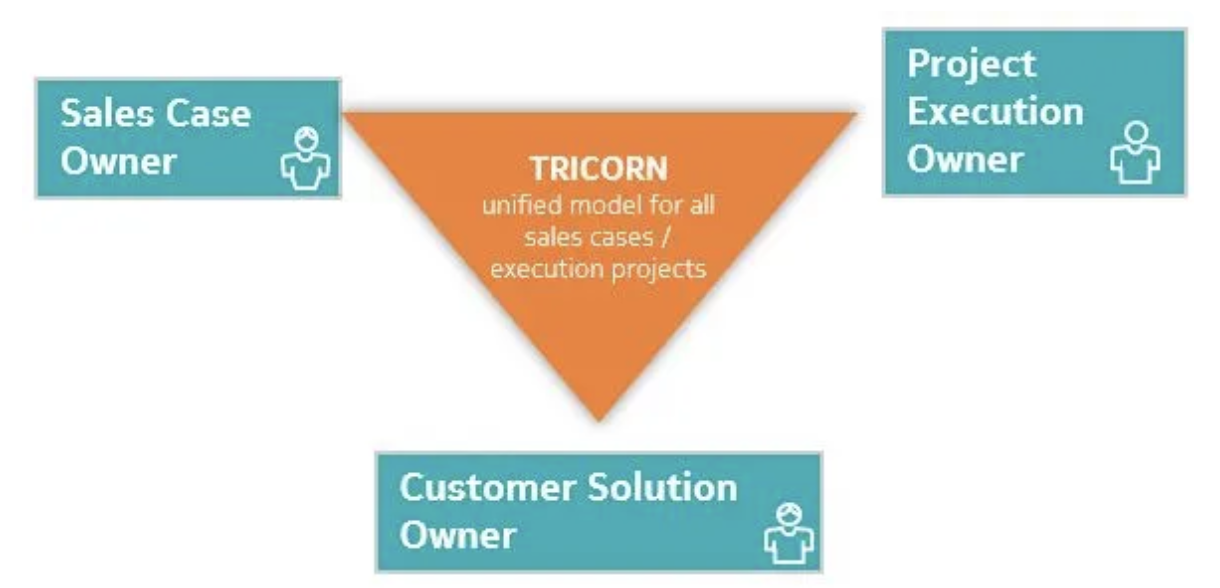 Sales Case
Owner
TRICORN
unified model for all
sales cases /
execution projects
Project
Execution
Owner
Customer Solution
Owner